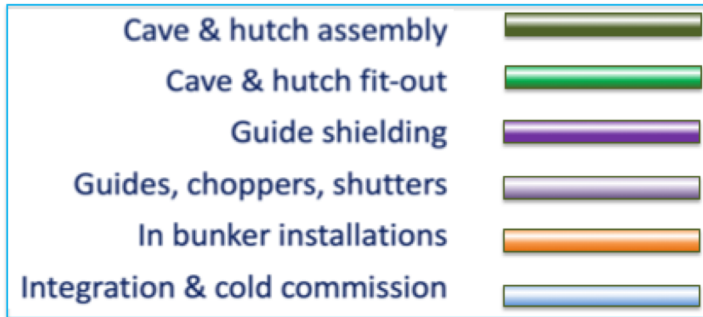 Cave & hutch assembly
Cave & hutch fit-out
Guide shielding
Guides, choppers, shutters
In bunker installations
Integration & cold commission